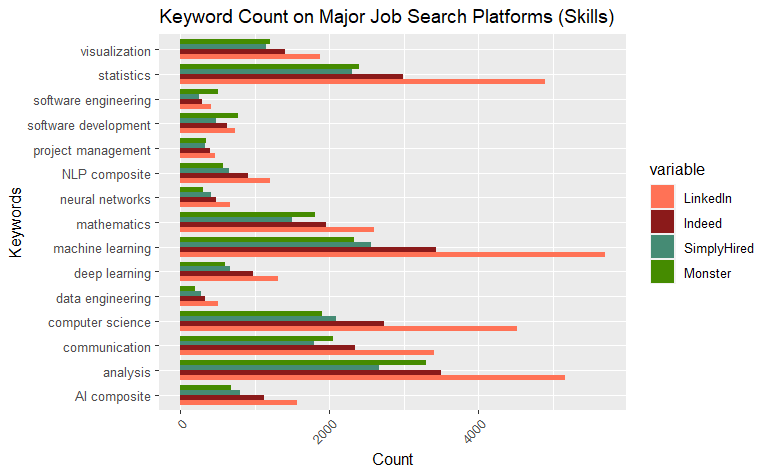 Keyword Count on Major Job Search Platforms (Skills)
visualization
statistics
software engineering
software development
project management
NLP composite
neural networks
mathematics
machine learning
deep learning
data engineering
computer science
communication
analysis
AI composite
Keywords
0
2000
4000
Count
variable
LinkedIn
Indeed
SimplyHired
Monster